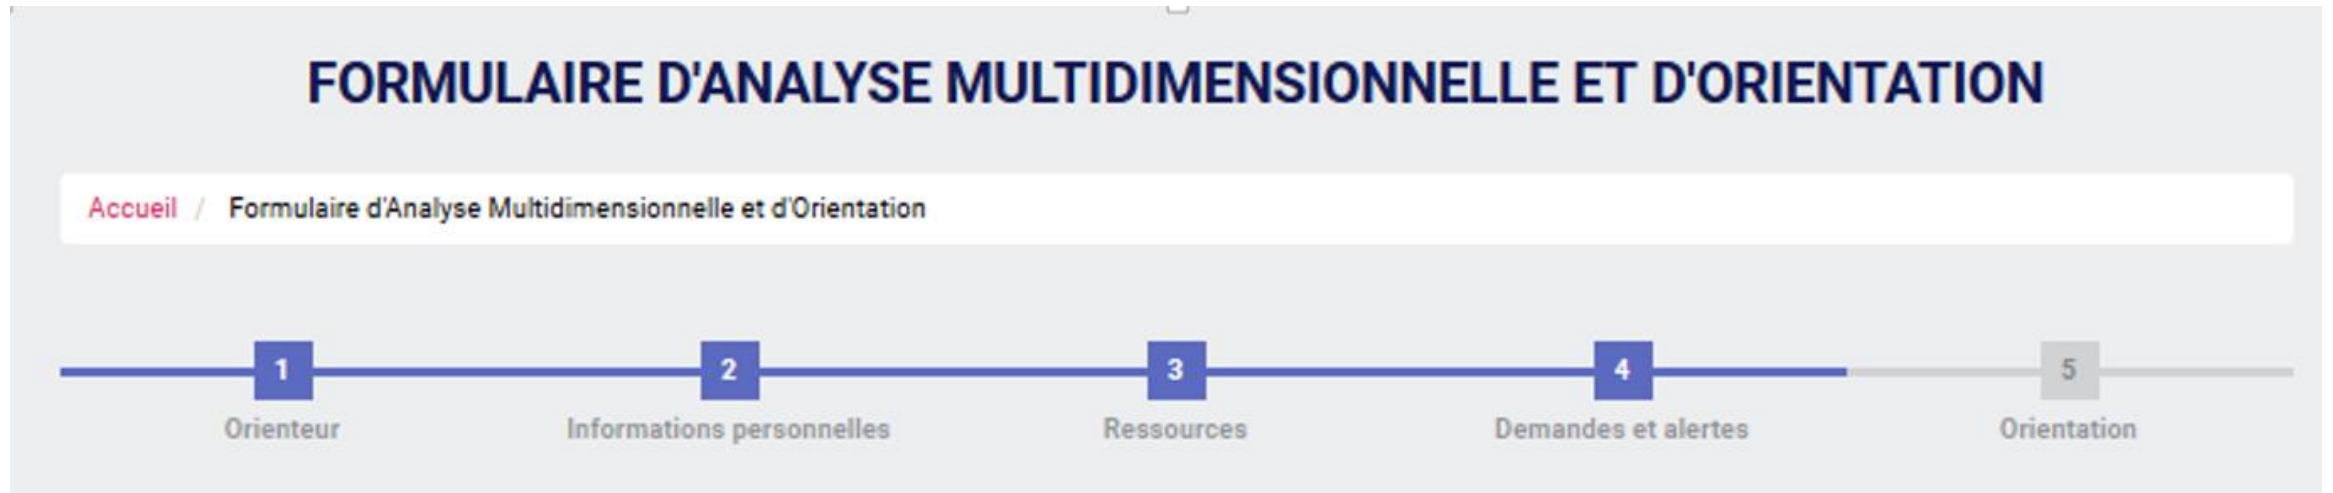 FORMULAIRE D'ANALYSE MULTIDIMENSIONNELLE ET D'ORIENTATION
Accueil / Formulaire d'Analyse Multidimensionnelle et d'Orientation
1 2 3 4 5
Orienteur Informations personnelles Ressources Demandes et alertes Orientation